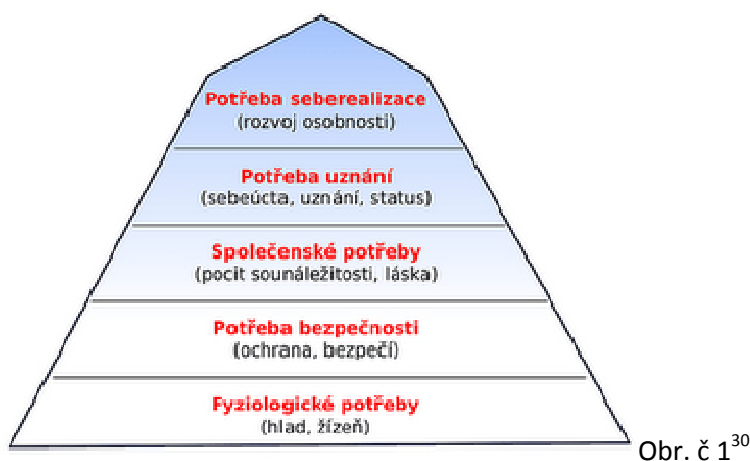 Potřeba seberealizace
(rozvoj osobnosti)
Potřeba uznání
(sebeúcta, uznání, status)
Společenské potřeby
(pocit sounáležitosti, láska)
Potřeba bezpečnosti
(ochrana, bezpečí)
Fyziologické potřeby
(hlad, žízeň)
Obr. č 1³⁰